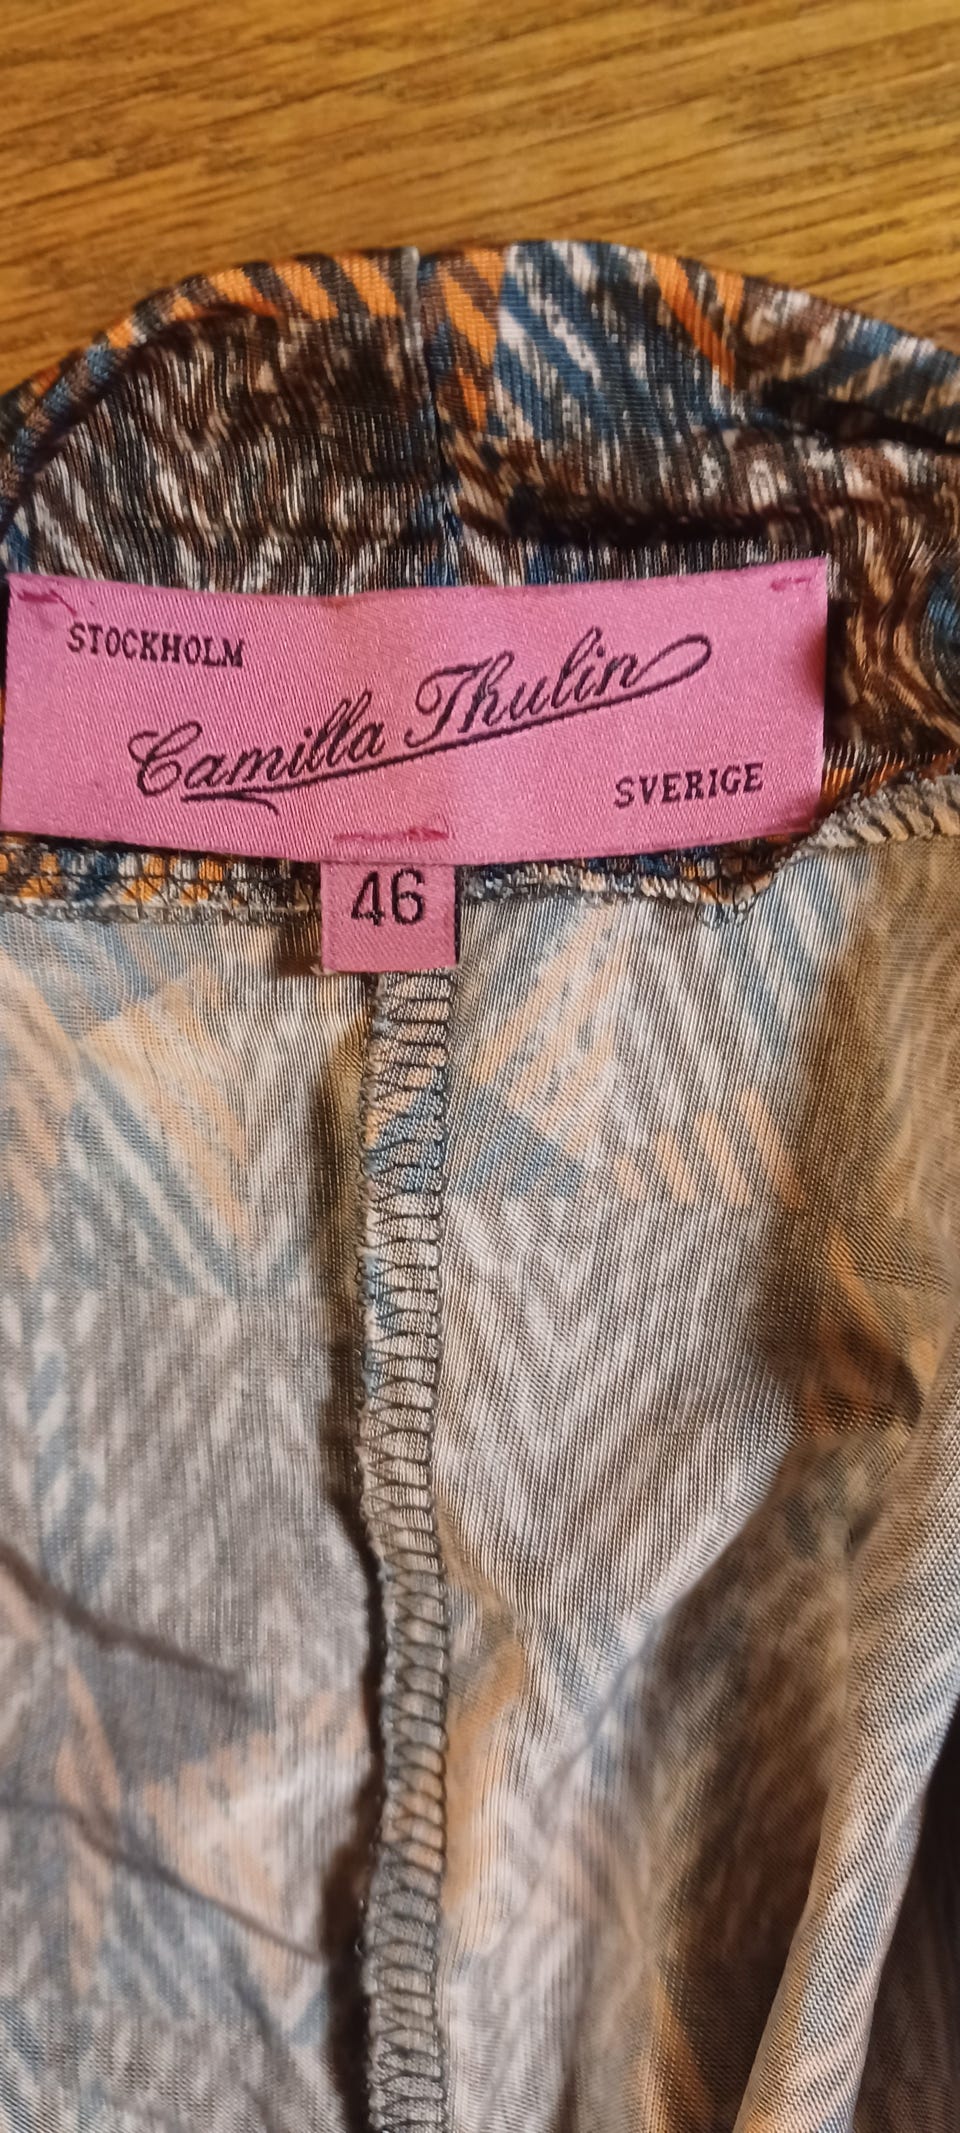 STOCKHOLM
Camilla Thulin
SVERIGE
46